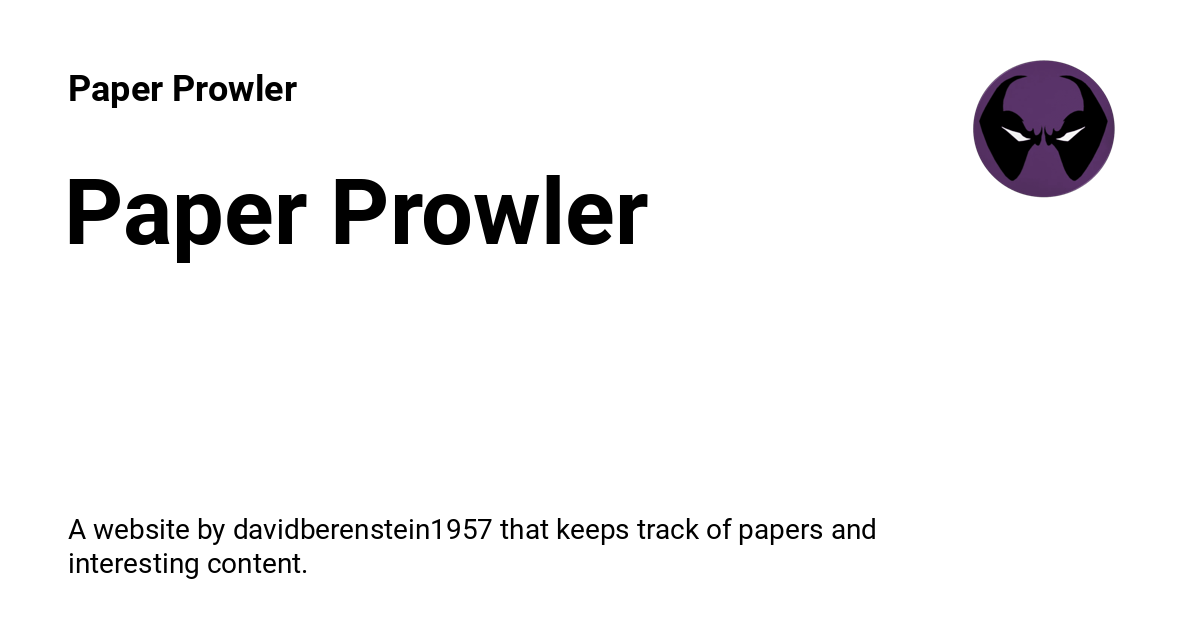 Paper Prowler
Paper Prowler
A website by davidberenstein1957 that keeps track of papers and
interesting content.